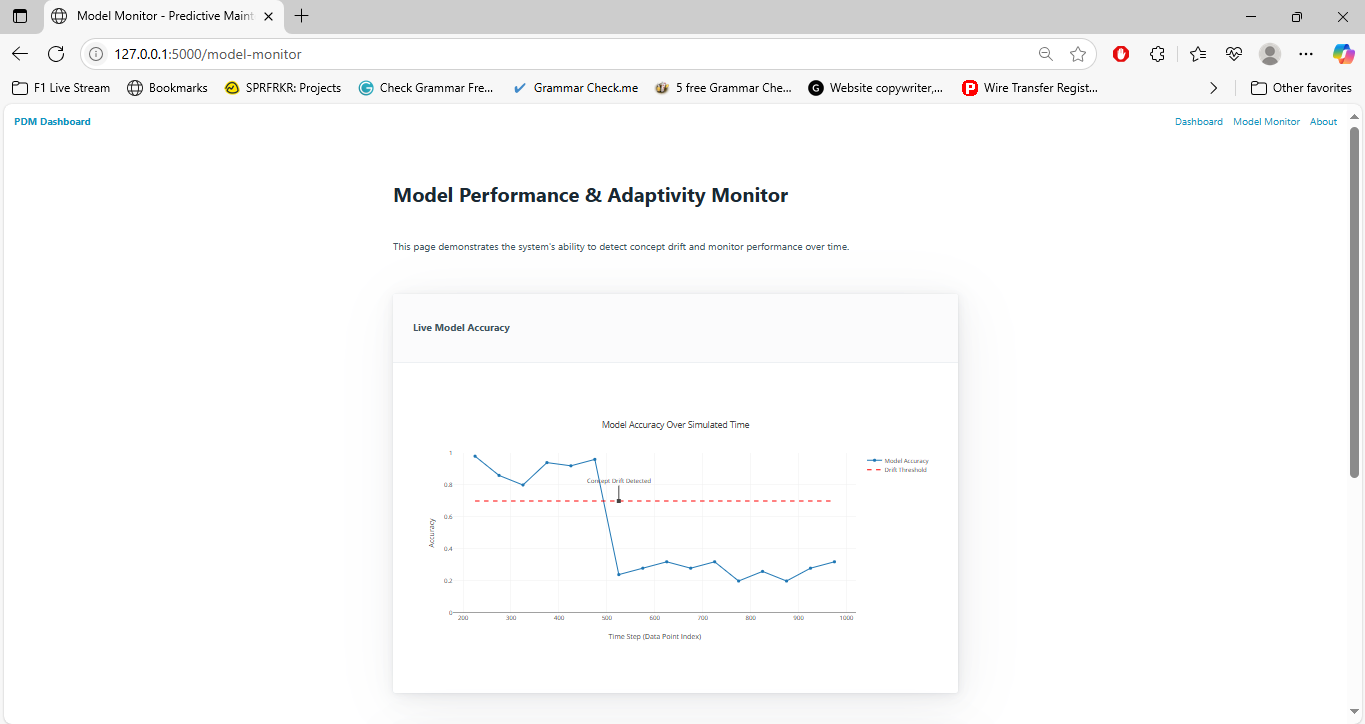 Model Monitor - Predictive Maint
127.0.0.1:5000/model-monitor
F1 Live Stream Bookmarks SPRFRKR: Projects Check Grammar Fre... Grammar Check.me 5 free Grammar Che... Website copywriter,... Wire Transfer Regist... Other favorites
PDM Dashboard Dashboard Model Monitor About
Model Performance & Adaptivity Monitor
This page demonstrates the system's ability to detect concept drift and monitor performance over time.
Live Model Accuracy
Model Accuracy Over Simulated Time
1
Model Accuracy
Drift Threshold
Concept Drift Detected
0.8
0.6
Accuracy
0.4
0.2
0
200 300 400 500 600 700 800 900 1000
Time Step (Data Point Index)